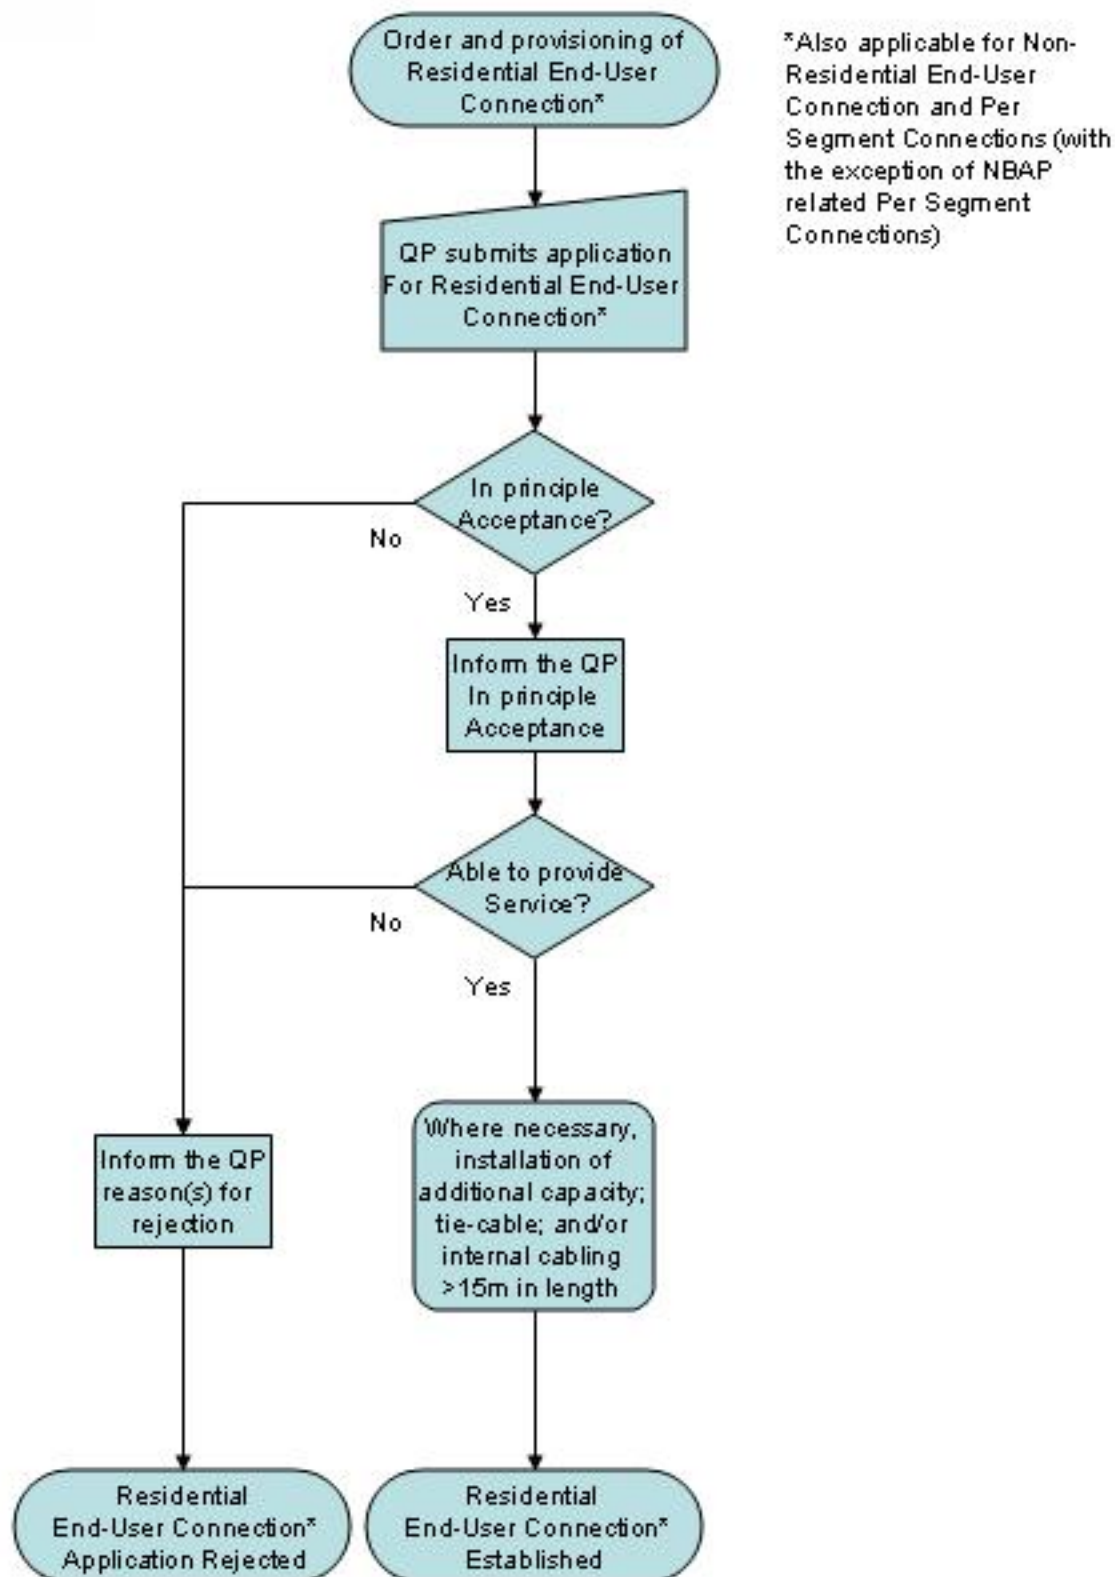 Order and provisioning of
Residential End-User
Connection*
*Also applicable for Non-
Residential End-User
Connection and Per
Segment Connections (with
the exception of NBAP
related Per Segment
Connections)
QP submits application
For Residential End-User
Connection*
In principle
Acceptance?
No
Yes
Inform the QP
In principle
Acceptance
Able to provide
Service?
No
Yes
Inform the QP
reason(s) for
rejection
Where necessary,
installation of
additional capacity;
tie-cable; and/or
internal cabling
>15m in length
Residential
End-User Connection*
Application Rejected
Residential
End-User Connection*
Established